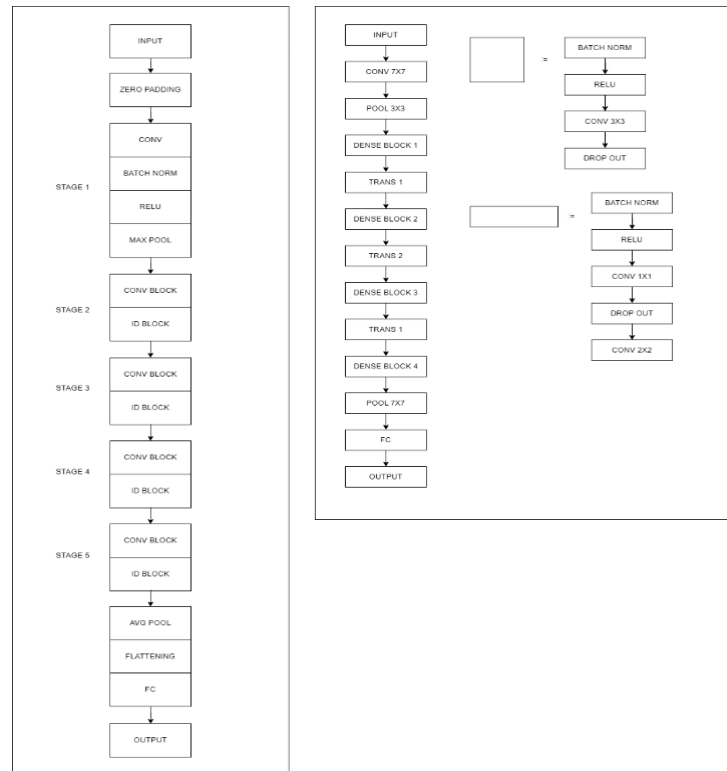 INPUT
ZERO PADDING
STAGE 1
CONV
BATCH NORM
RELU
MAX POOL
STAGE 2
CONV BLOCK
ID BLOCK
STAGE 3
CONV BLOCK
ID BLOCK
STAGE 4
CONV BLOCK
ID BLOCK
STAGE 5
CONV BLOCK
ID BLOCK
AVG POOL
FLATTENING
FC
OUTPUT
INPUT
CONV 7X7
POOL 3X3
DENSE BLOCK 1
TRANS 1
DENSE BLOCK 2
TRANS 2
DENSE BLOCK 3
TRANS 1
DENSE BLOCK 4
POOL 7X7
FC
OUTPUT
=
BATCH NORM
RELU
CONV 3X3
DROP OUT
=
BATCH NORM
RELU
CONV 1X1
DROP OUT
CONV 2X2